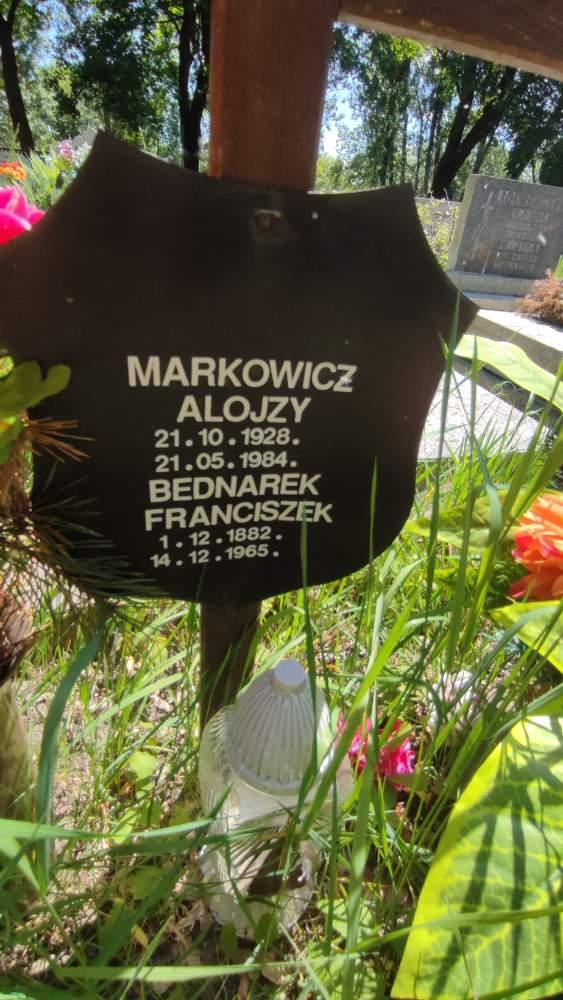 MARKOWICZ
ALOJZY
21.10.1928.
21.05.1984.
BEDNAREK
FRANCISZEK
1.12.1882.
14.12.1965.